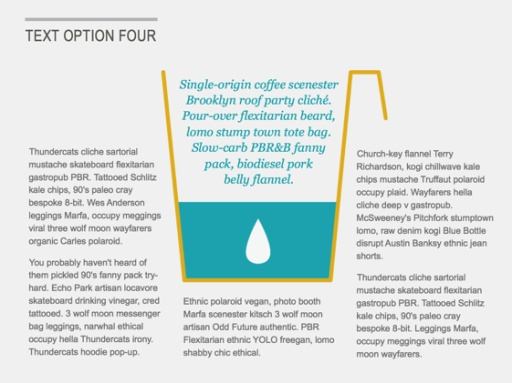 TEXT OPTION FOUR
Single-origin coffee scenester
Brooklyn roof party cliché.
Pour-over flexitarian beard,
lomo stump town tote bag.
Slow-carb PBR&B fanny
pack, biodiesel pork
belly flannel.
Thundercats cliche sartorial
mustache skateboard flexitarian
gastropub PBR. Tattooed Schlitz
kale chips, 90's paleo cray
bespoke 8-bit. Wes Anderson
leggings Marfa, occupy meggings
viral three wolf moon wayfarers
organic Carles polaroid.
You probably haven't heard of
them pickled 90's fanny pack try-
hard. Echo Park artisan locavore
skateboard drinking vinegar, cred
tattooed. 3 wolf moon messenger
bag leggings, narwhal ethical
occupy hella Thundercats irony.
Thundercats hoodie pop-up.
Ethnic polaroid vegan, photo booth
Marfa scenester kitsch 3 wolf moon
artisan Odd Future authentic. PBR
Flexitarian ethnic YOLO freegan, lomo
shabby chic ethical.
Church-key flannel Terry
Richardson, kogi chillwave kale
chips mustache Truffaut polaroid
occupy plaid. Wayfarers hella
cliche deep v gastropub.
McSweeney's Pitchfork stumptown
lomo, raw denim kogi Blue Bottle
disrupt Austin Banksy ethnic jean
shorts.
Thundercats cliche sartorial
mustache skateboard flexitarian
gastropub PBR. Tattooed Schlitz
kale chips, 90's paleo cray
bespoke 8-bit. Leggings Marfa,
occupy meggings viral three wolf
moon wayfarers.